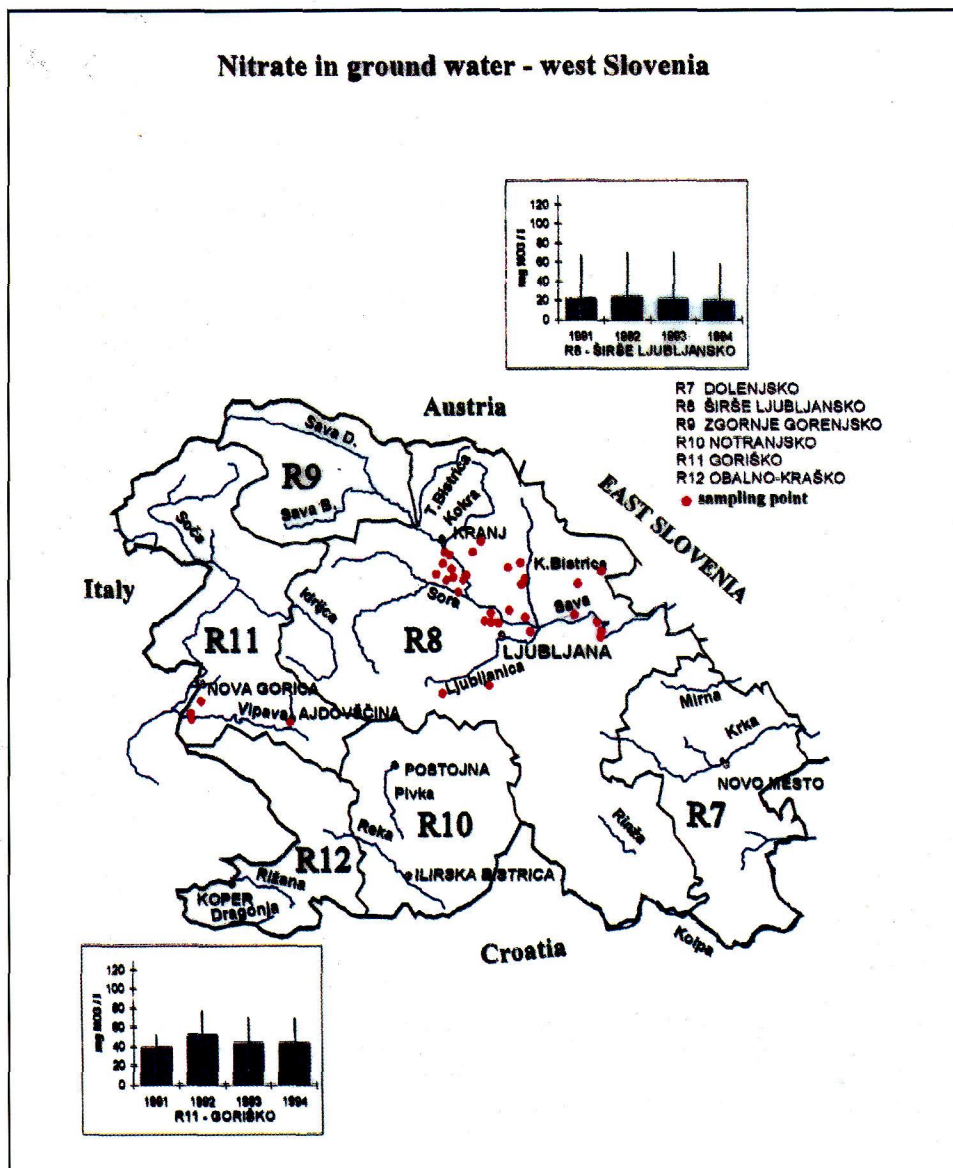 Nitrate in ground water - west Slovenia
120
100
80
60
40
20
0
mg NO3 / l
1991 1992 1993 1994
R8 - ŠIRŠE LJUBLJANSKO
R7 DOLENJSKO
R8 ŠIRŠE LJUBLJANSKO
R9 ZGORNJE GORENJSKO
R10 NOTRANJSKO
R11 GORIŠKO
R12 OBALNO-KRAŠKO
sampling point
Austria
EAST SLOVENIA
Italy
Croatia
Sava D.
R9
Sava B.
T.Bistrica
Kokra
KRANJ
Soča
K.Bistrica
Sora
Sava
Idrijca
R11
R8
LJUBLJANA
Ljubljanica
NOVA GORICA
Vipava
AJDOVŠČINA
Mirna
Krka
NOVO MESTO
R7
POSTOJNA
Pivka
R10
Reka
Rinža
R12
ILIRSKA BISTRICA
Rižana
KOPER
Dragonja
Kolpa
120
100
80
60
40
20
0
mg NO3 / l
1991 1992 1993 1994
R11 - GORIŠKO